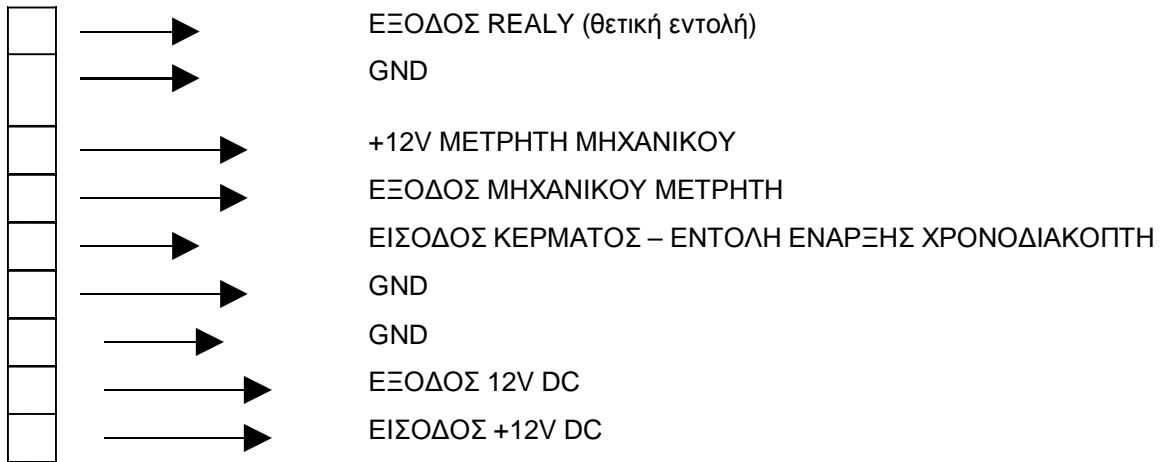 ΕΞΟΔΟΣ REALY (θετική εντολή)
GND
+12V ΜΕΤΡΗΤΗ ΜΗΧΑΝΙΚΟΥ
ΕΞΟΔΟΣ ΜΗΧΑΝΙΚΟΥ ΜΕΤΡΗΤΗ
ΕΙΣΟΔΟΣ ΚΕΡΜΑΤΟΣ – ΕΝΤΟΛΗ ΕΝΑΡΞΗΣ ΧΡΟΝΟΔΙΑΚΟΠΤΗ
GND
GND
ΕΞΟΔΟΣ 12V DC
ΕΙΣΟΔΟΣ +12V DC